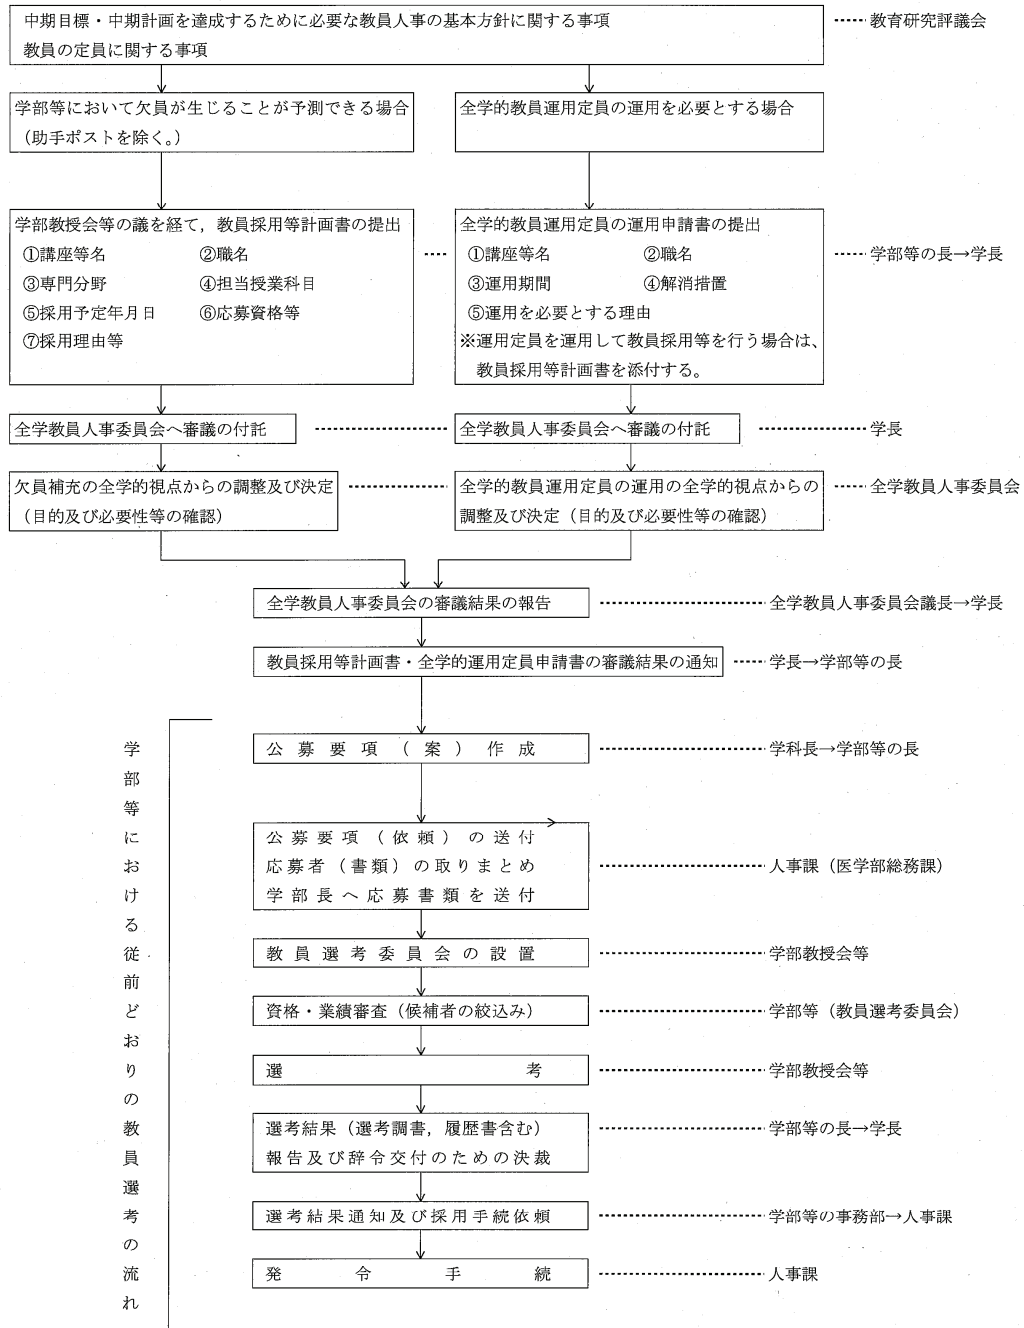 中期目標・中期計画を達成するために必要な教員人事の基本方針に関する事項
教員の定員に関する事項
教育研究評議会
学部等において欠員が生じることが予測できる場合
（助手ポストを除く。）
全学的教員運用定員の運用を必要とする場合
学部教授会等の議を経て，教員採用等計画書の提出
①講座等名 ②職名
③専門分野 ④担当授業科目
⑤採用予定年月日 ⑥応募資格等
⑦採用理由等
全学的教員運用定員の運用申請書の提出
①講座等名 ②職名
③運用期間 ④解消措置
⑤運用を必要とする理由
※運用定員を運用して教員採用等を行う場合は、
教員採用等計画書を添付する。
学部等の長→学長
全学教員人事委員会へ審議の付託
全学教員人事委員会へ審議の付託
学長
欠員補充の全学的視点からの調整及び決定
（目的及び必要性等の確認）
全学的教員運用定員の運用の全学的視点からの
調整及び決定（目的及び必要性等の確認）
全学教員人事委員会
全学教員人事委員会の審議結果の報告
全学教員人事委員会議長→学長
教員採用等計画書・全学的運用定員申請書の審議結果の通知
学長→学部等の長
学部等における従前どおりの教員選考の流れ
公募要項（案）作成
学科長→学部等の長
公募要項（依頼）の送付
応募者（書類）の取りまとめ
学部長へ応募書類を送付
人事課（医学部総務課）
教員選考委員会の設置
学部教授会等
資格・業績審査（候補者の絞込み）
学部等（教員選考委員会）
選考
学部教授会等
選考結果（選考調書，履歴書含む）
報告及び辞令交付のための決裁
学部等の長→学長
選考結果通知及び採用手続依頼
学部等の事務部→人事課
発令手続
人事課